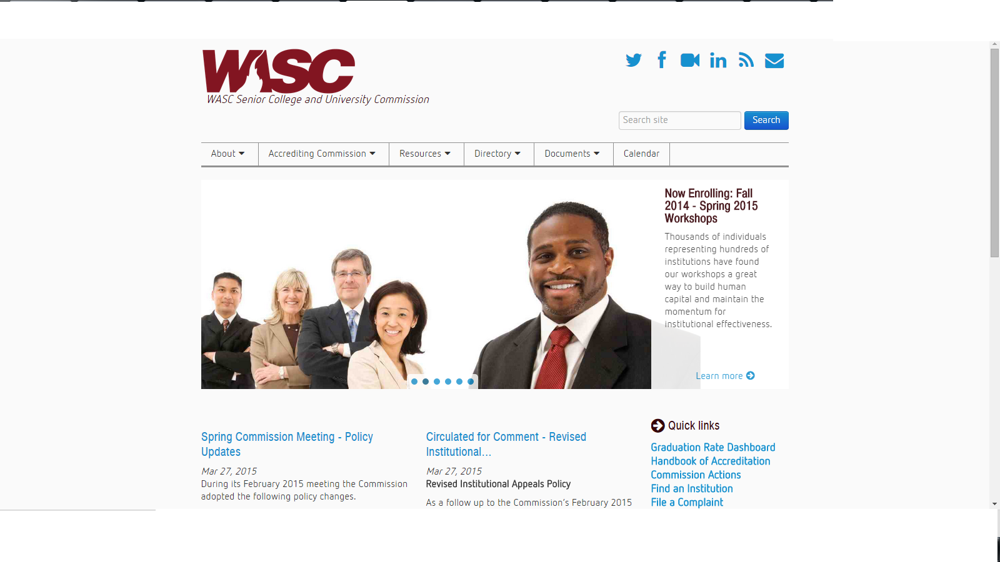 WASC
WASC Senior College and University Commission
Search site
Search
About
Accrediting Commission
Resources
Directory
Documents
Calendar
Now Enrolling: Fall
2014 - Spring 2015
Workshops
Thousands of individuals
representing hundreds of
institutions have found
our workshops a great
way to build human
capital and maintain the
momentum for
institutional effectiveness.
Learn more
Spring Commission Meeting - Policy
Updates
Mar 27, 2015
During its February 2015 meeting the Commission
adopted the following policy changes.
Circulated for Comment - Revised
Institutional...
Mar 27, 2015
Revised Institutional Appeals Policy
As a follow up to the Commission's February 2015
Quick links
Graduation Rate Dashboard
Handbook of Accreditation
Commission Actions
Find an Institution
File a Complaint